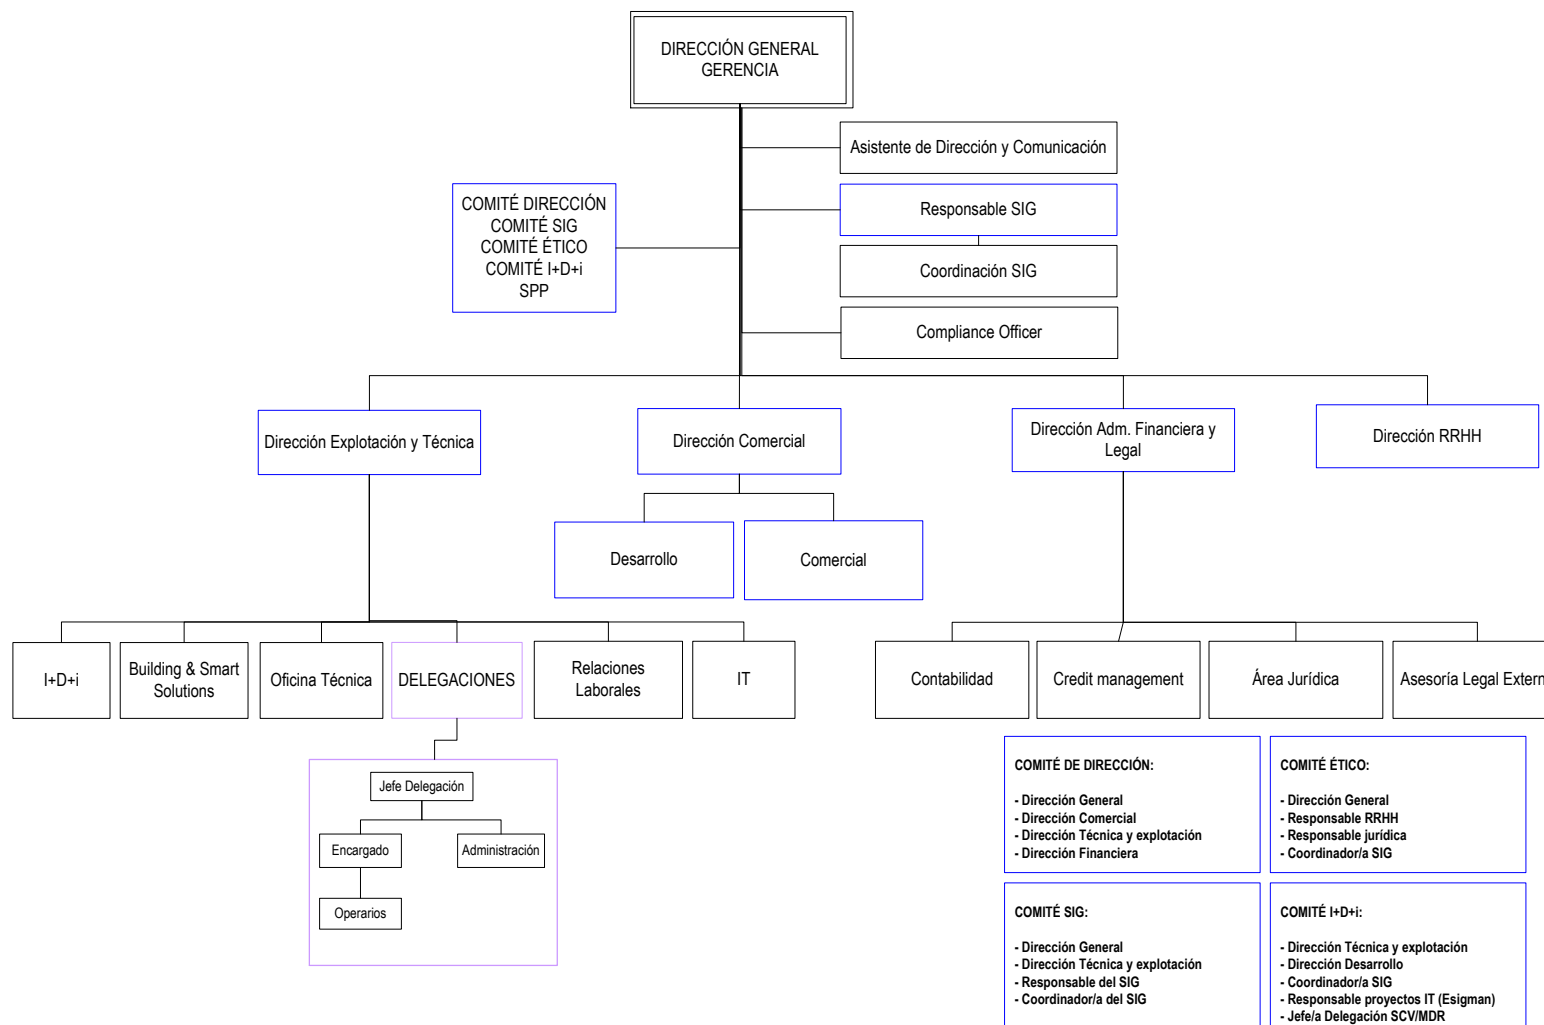 DIRECCIÓN GENERAL
GERENCIA
Asistente de Dirección y Comunicación
COMITÉ DIRECCIÓN
COMITÉ SIG
COMITÉ ÉTICO
COMITÉ I+D+i
SPP
Responsable SIG
Coordinación SIG
Compliance Officer
Dirección Explotación y Técnica
Dirección Comercial
Dirección Adm. Financiera y
Legal
Dirección RRHH
Desarrollo
Comercial
I+D+i
Building & Smart
Solutions
Oficina Técnica
DELEGACIONES
Relaciones
Laborales
IT
Contabilidad
Credit management
Área Jurídica
Asesoría Legal Extern
Jefe Delegación
Encargado
Administración
Operarios
COMITÉ DE DIRECCIÓN:
- Dirección General
- Dirección Comercial
- Dirección Técnica y explotación
- Dirección Financiera
COMITÉ ÉTICO:
- Dirección General
- Responsable RRHH
- Responsable jurídica
- Coordinador/a SIG
COMITÉ SIG:
- Dirección General
- Dirección Técnica y explotación
- Responsable del SIG
- Coordinador/a del SIG
COMITÉ I+D+i:
- Dirección Técnica y explotación
- Dirección Desarrollo
- Coordinador/a SIG
- Responsable proyectos IT (Esigman)
- Jefe/a Delegación SCV/MDR